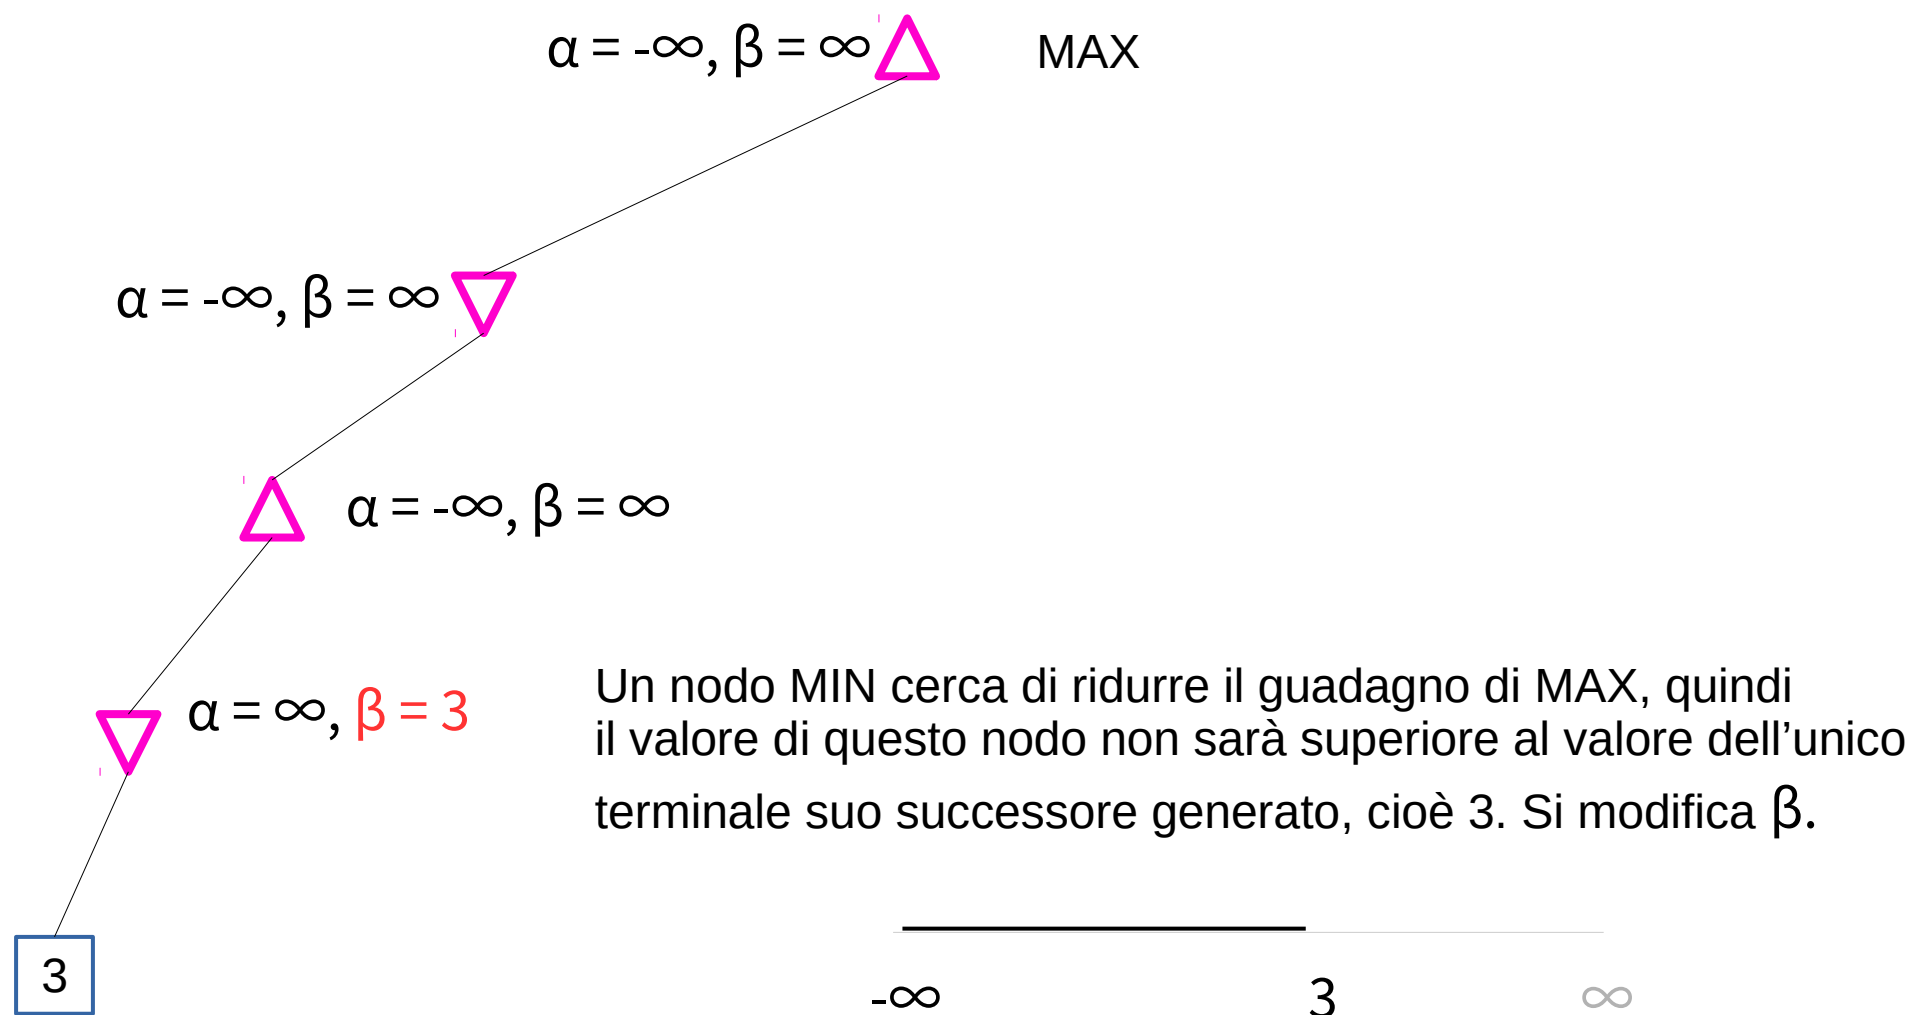 α = -∞, β = ∞
MAX
α = -∞, β = ∞
α = -∞, β = ∞
α = ∞, β = 3
Un nodo MIN cerca di ridurre il guadagno di MAX, quindi
il valore di questo nodo non sarà superiore al valore dell’unico
terminale suo successore generato, cioè 3. Si modifica β.
3
-∞ 3 ∞